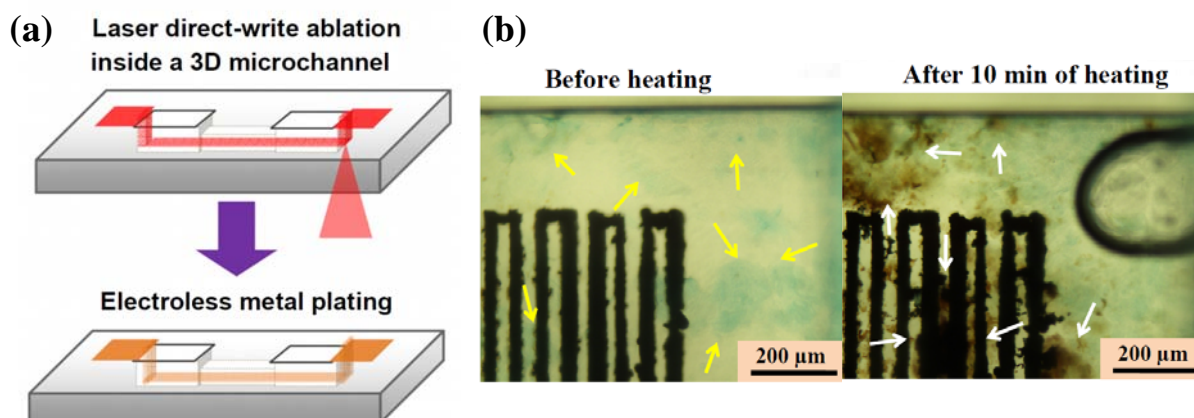 (a)
Laser direct-write ablation
inside a 3D microchannel
Electroless metal plating
(b)
Before heating
After 10 min of heating
200 µm
200 µm